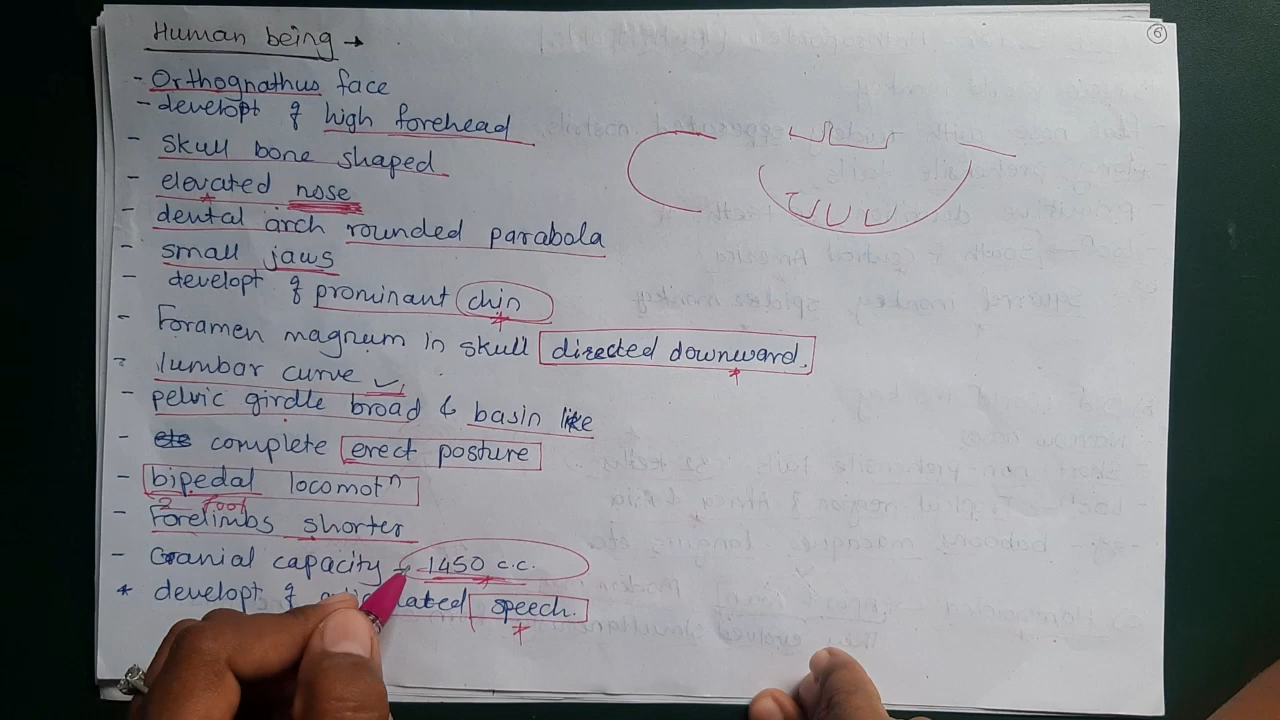 6
Human being →
- Orthognathus face
- developt of high forehead
- skull bone shaped
- elevated nose
- dental arch rounded parabola
- small jaws
- developt of prominant chin
- Foramen magnum in skull directed downward.
- lumbar curve
- pelvic girdle broad & basin like
- complete erect posture
- bipedal locomotⁿ
2 foot
- Forelimbs shorter
- Cranial capacity - 1450 c.c.
* developt of speech.